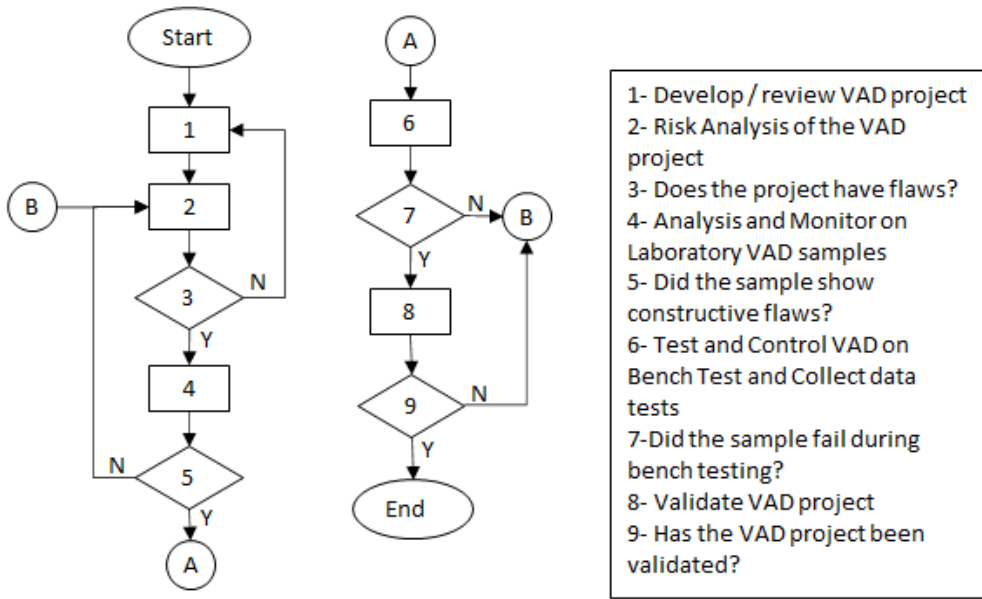 Start
1
2
B
3
N
Y
4
5
N
Y
A
A
6
7
N
B
Y
8
9
N
Y
End
1- Develop / review VAD project
2- Risk Analysis of the VAD
project
3- Does the project have flaws?
4- Analysis and Monitor on
Laboratory VAD samples
5- Did the sample show
constructive flaws?
6- Test and Control VAD on
Bench Test and Collect data
tests
7-Did the sample fail during
bench testing?
8- Validate VAD project
9- Has the VAD project been
validated?